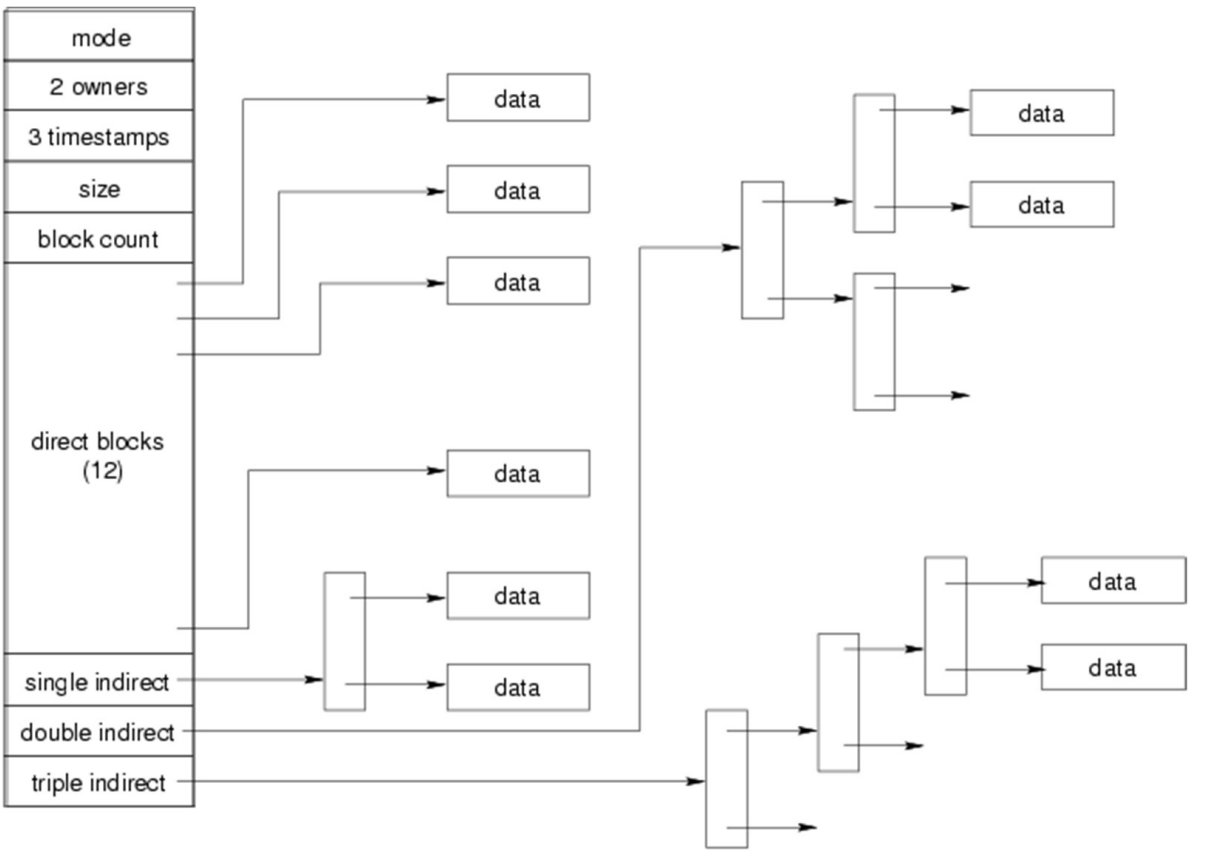 mode
2 owners
3 timestamps
size
block count
direct blocks
(12)
single indirect
double indirect
triple indirect
data
data
data
data
data
data
data
data
data
data